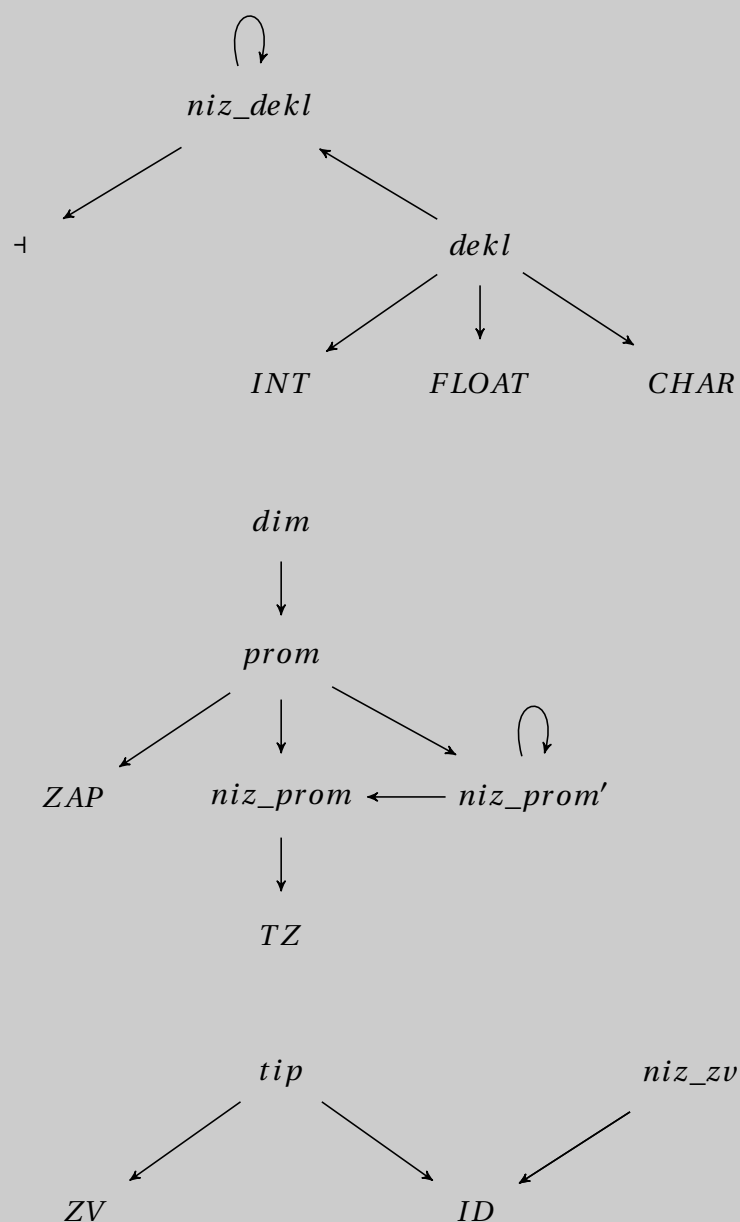 niz_dekl
⊣ dekl
INT FLOAT CHAR
dim
prom
ZAP niz_prom niz_prom′
TZ
tip niz_zv
ZV ID